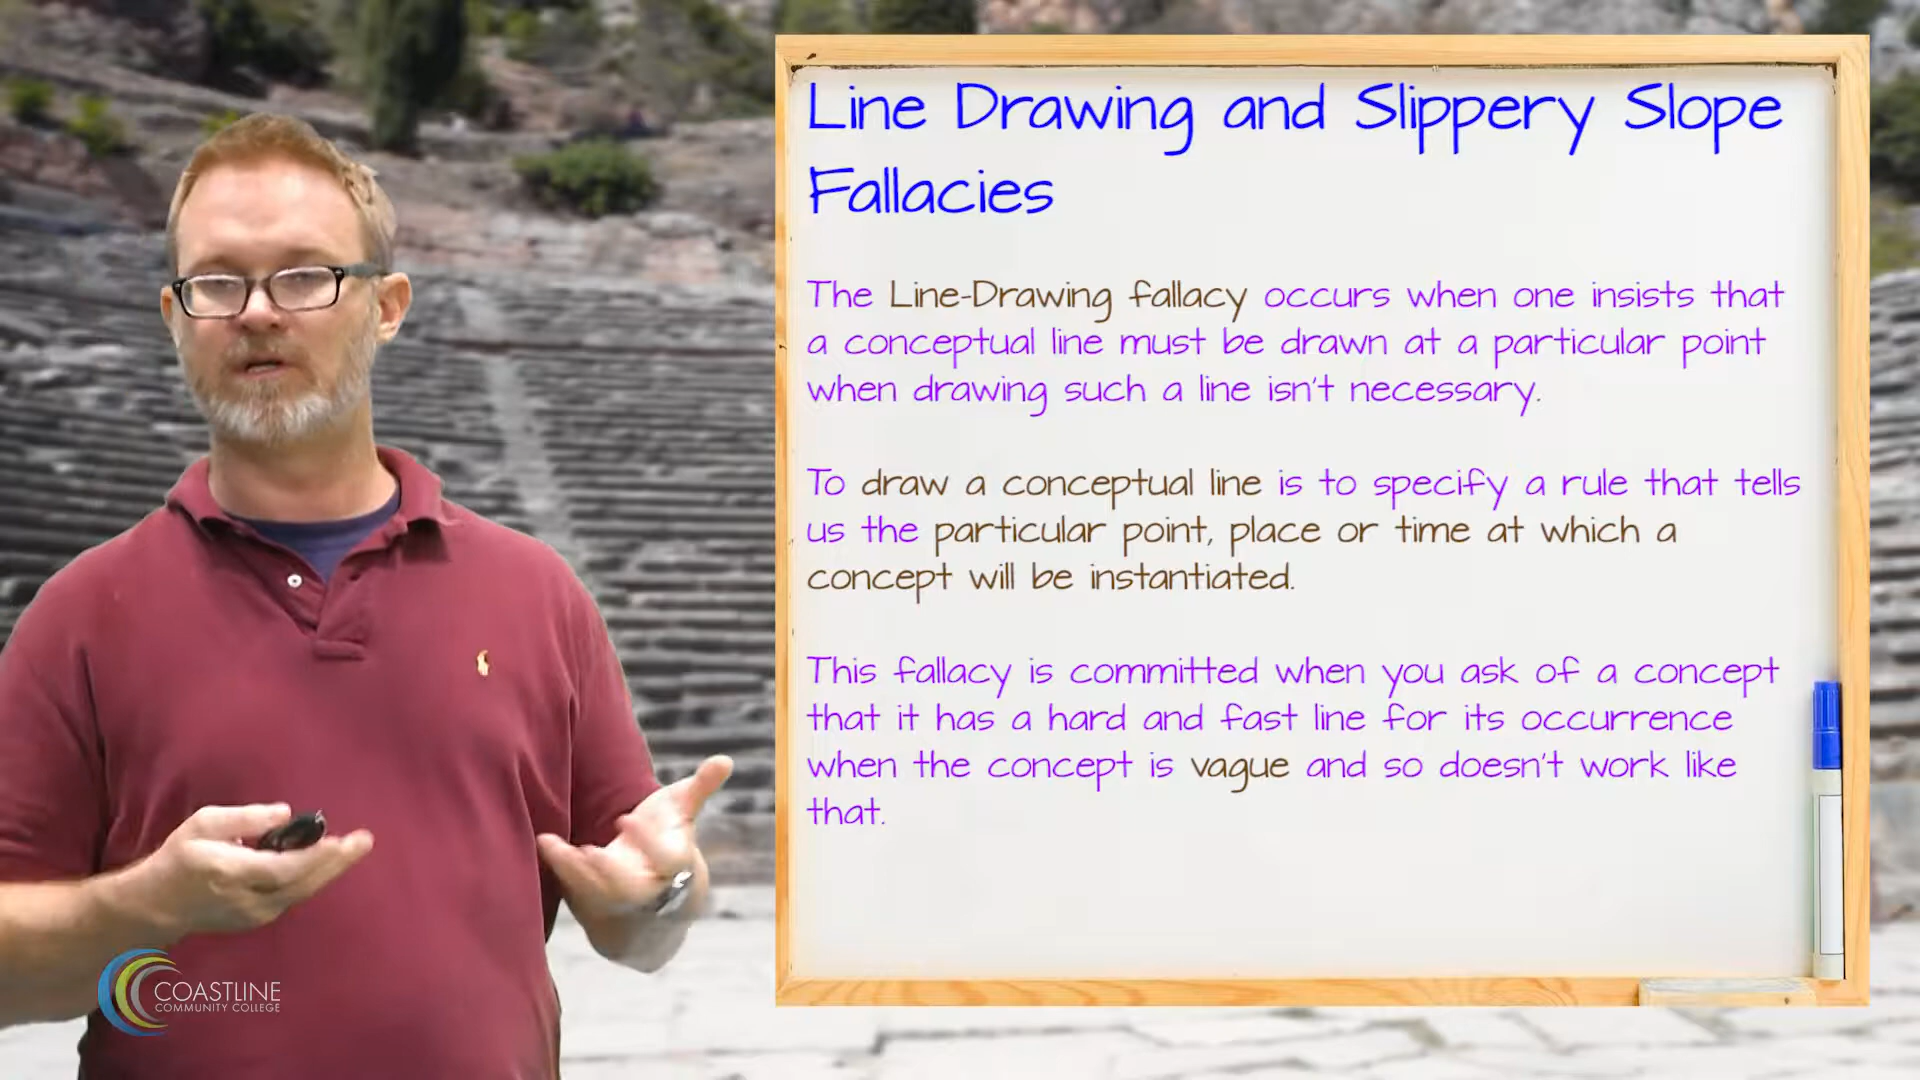 Line Drawing and Slippery Slope
Fallacies
The Line-Drawing fallacy occurs when one insists that
a conceptual line must be drawn at a particular point
when drawing such a line isn't necessary.
To draw a conceptual line is to specify a rule that tells
us the particular point, place or time at which a
concept will be instantiated.
This fallacy is committed when you ask of a concept
that it has a hard and fast line for its occurrence
when the concept is vague and so doesn't work like
that.
COASTLINE
COMMUNITY COLLEGE